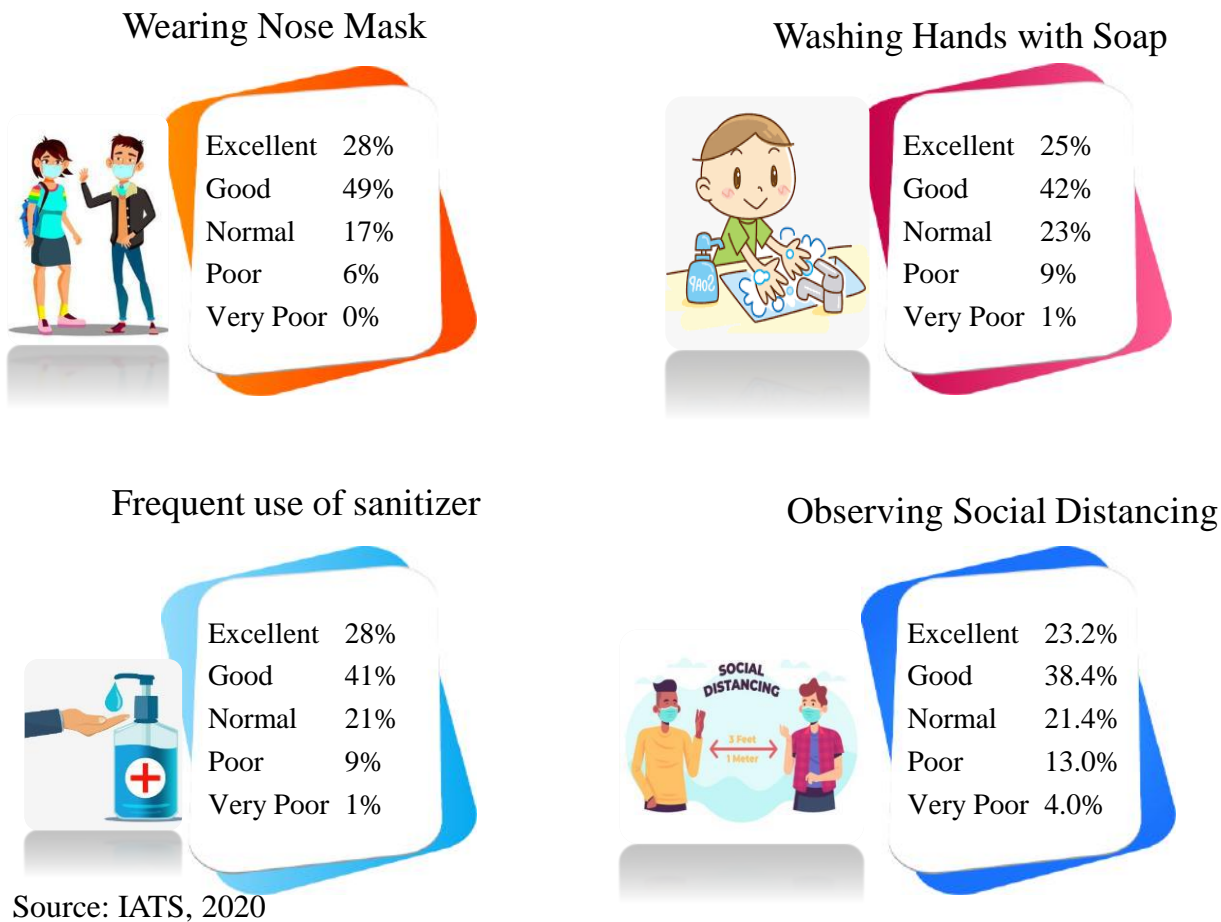 Wearing Nose Mask
Excellent 28%
Good 49%
Normal 17%
Poor 6%
Very Poor 0%
Washing Hands with Soap
SOAP
Excellent 25%
Good 42%
Normal 23%
Poor 9%
Very Poor 1%
Frequent use of sanitizer
Excellent 28%
Good 41%
Normal 21%
Poor 9%
Very Poor 1%
Observing Social Distancing
SOCIAL
DISTANCING
3 Feet
1 Meter
Excellent 23.2%
Good 38.4%
Normal 21.4%
Poor 13.0%
Very Poor 4.0%
Source: IATS, 2020